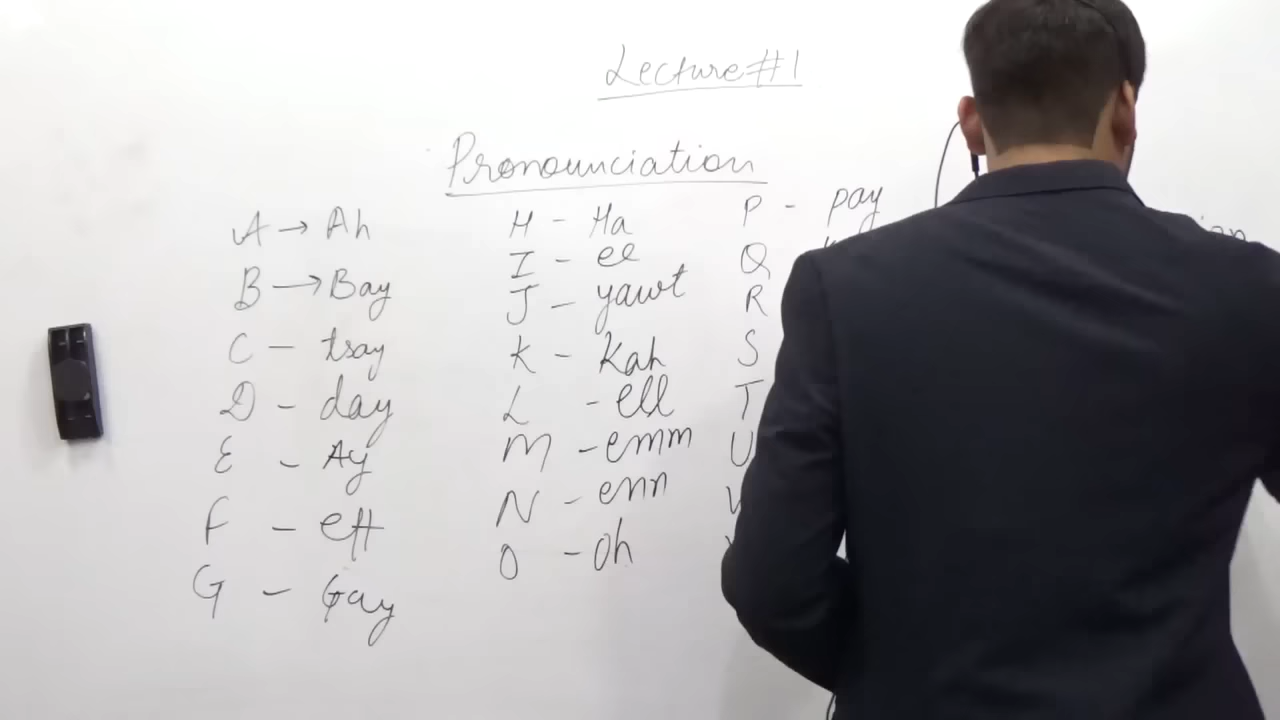 Lecture #1
Pronounciation
A → Ah
B → Bay
C - tsay
D - day
E - Ay
F - eff
G - Gay
H - Ha
I - ee
J - yawt
K - Kah
L - ell
M - emm
N - enn
O - oh
P - pay
Q
R
S
T
U